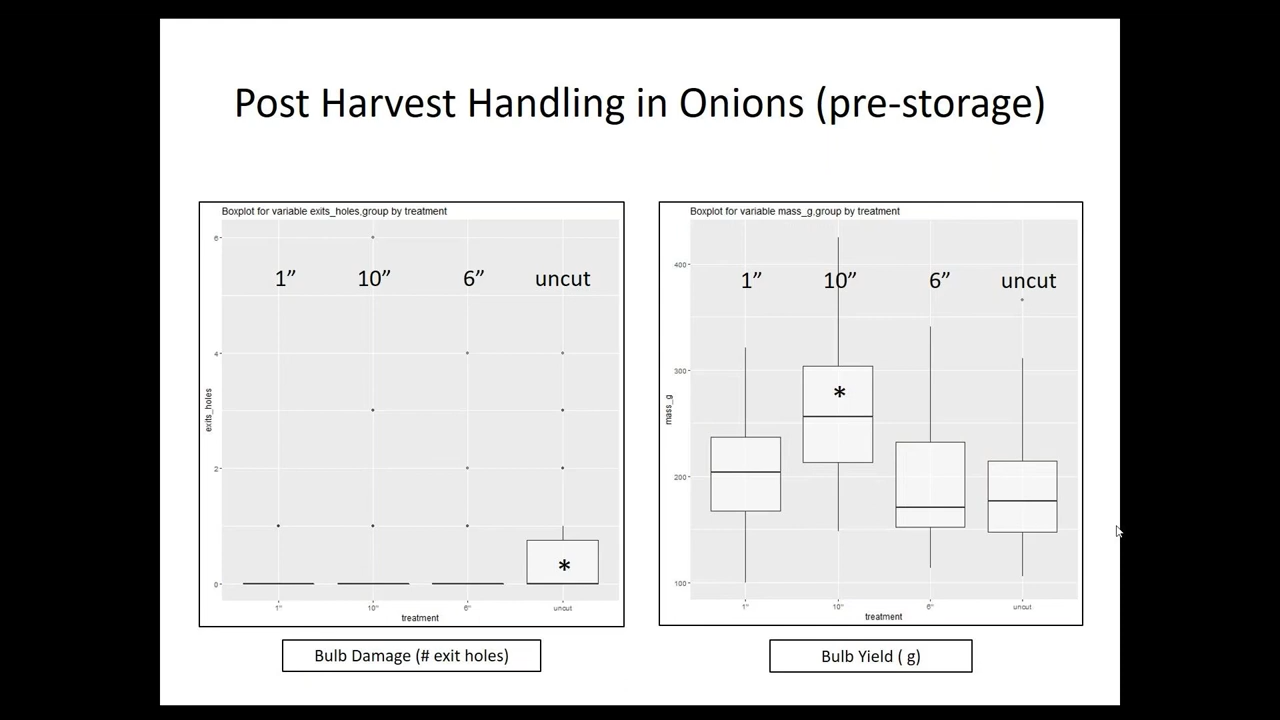 Post Harvest Handling in Onions (pre-storage)
Boxplot for variable exits_holes,group by treatment
6
4
2
0
exits_holes
1” 10” 6” uncut
*
1" 10" 6" uncut
treatment
Bulb Damage (# exit holes)
Boxplot for variable mass_g,group by treatment
400
300
200
100
mass_g
1” 10” 6” uncut
*
1" 10" 6" uncut
treatment
Bulb Yield ( g)